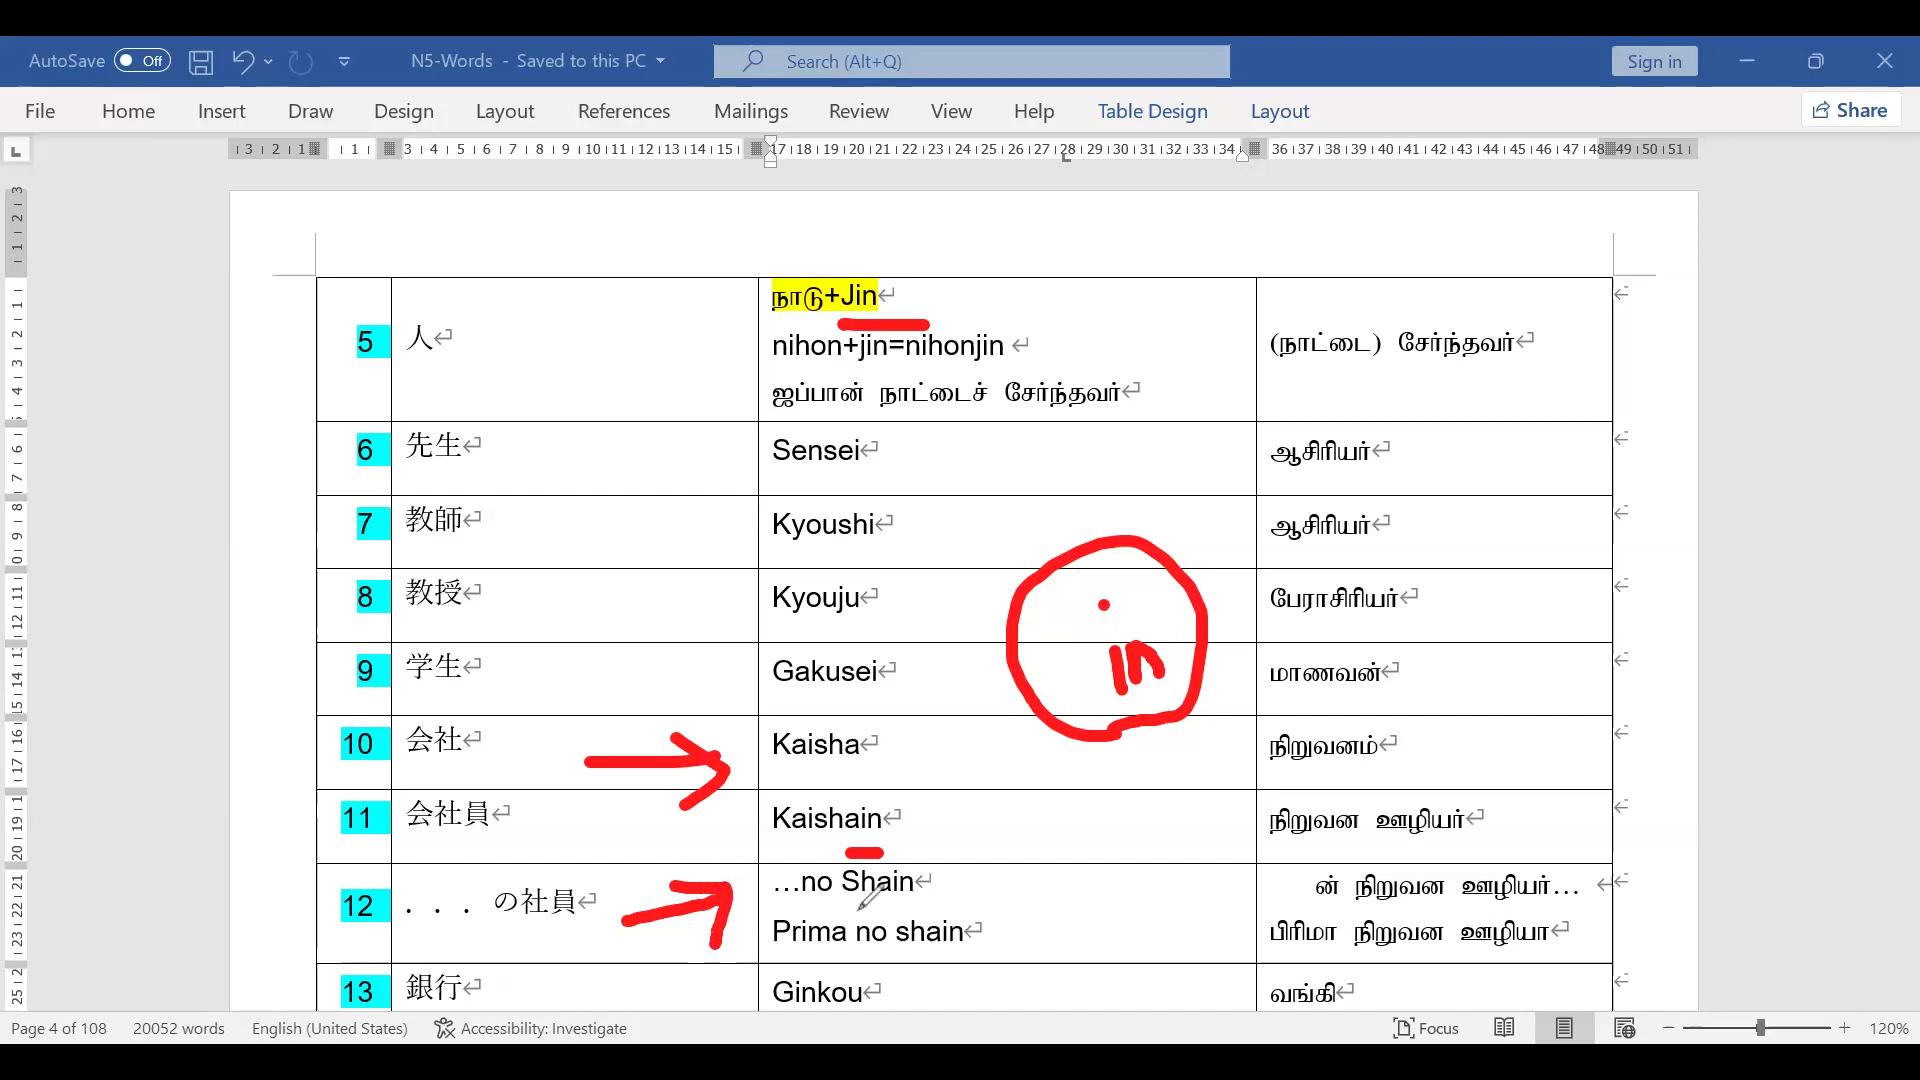 AutoSave Off N5-Words - Saved to this PC Search (Alt+Q) Sign in
File Home Insert Draw Design Layout References Mailings Review View Help Table Design Layout Share
நாடு+Jin
5 人 nihon+jin=nihonjin (நாட்டை) சேர்ந்தவர்
ஜப்பான் நாட்டைச் சேர்ந்தவர்
6 先生 Sensei ஆசிரியர்
7 教師 Kyoushi ஆசிரியர்
8 教授 Kyouju பேராசிரியர்
9 学生 Gakusei மாணவன்
in
10 会社 Kaisha நிறுவனம்
11 会社員 Kaishain நிறுவன ஊழியர்
12 ．．．の社員 …no Shain ன் நிறுவன ஊழியர்…
Prima no shain பிரிமா நிறுவன ஊழியா
13 銀行 Ginkou வங்கி
Page 4 of 108 20052 words English (United States) Accessibility: Investigate Focus 120%